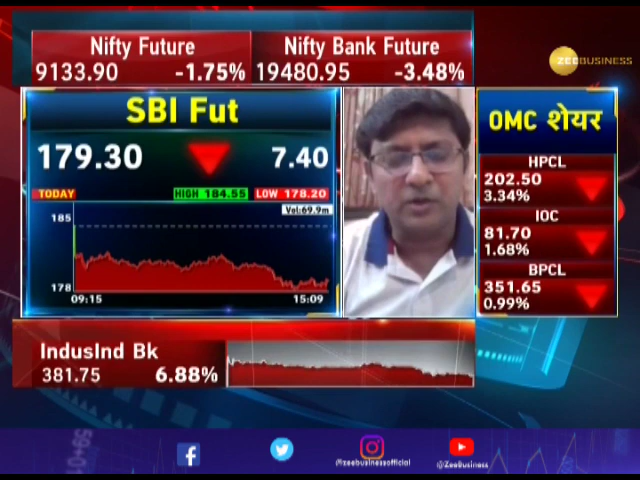 Nifty Future
9133.90 -1.75%
Nifty Bank Future
19480.95 -3.48%
ZEEBUSINESS
SBI Fut
179.30 7.40
TODAY HIGH 184.55 LOW 178.20
Vol:69.9m
185
178
09:15 15:09
OMC शेयर
HPCL
202.50
3.34%
IOC
81.70
1.68%
BPCL
351.65
0.99%
IndusInd Bk
381.75 6.88%
@zeebusinessofficial
@ZeeBusiness